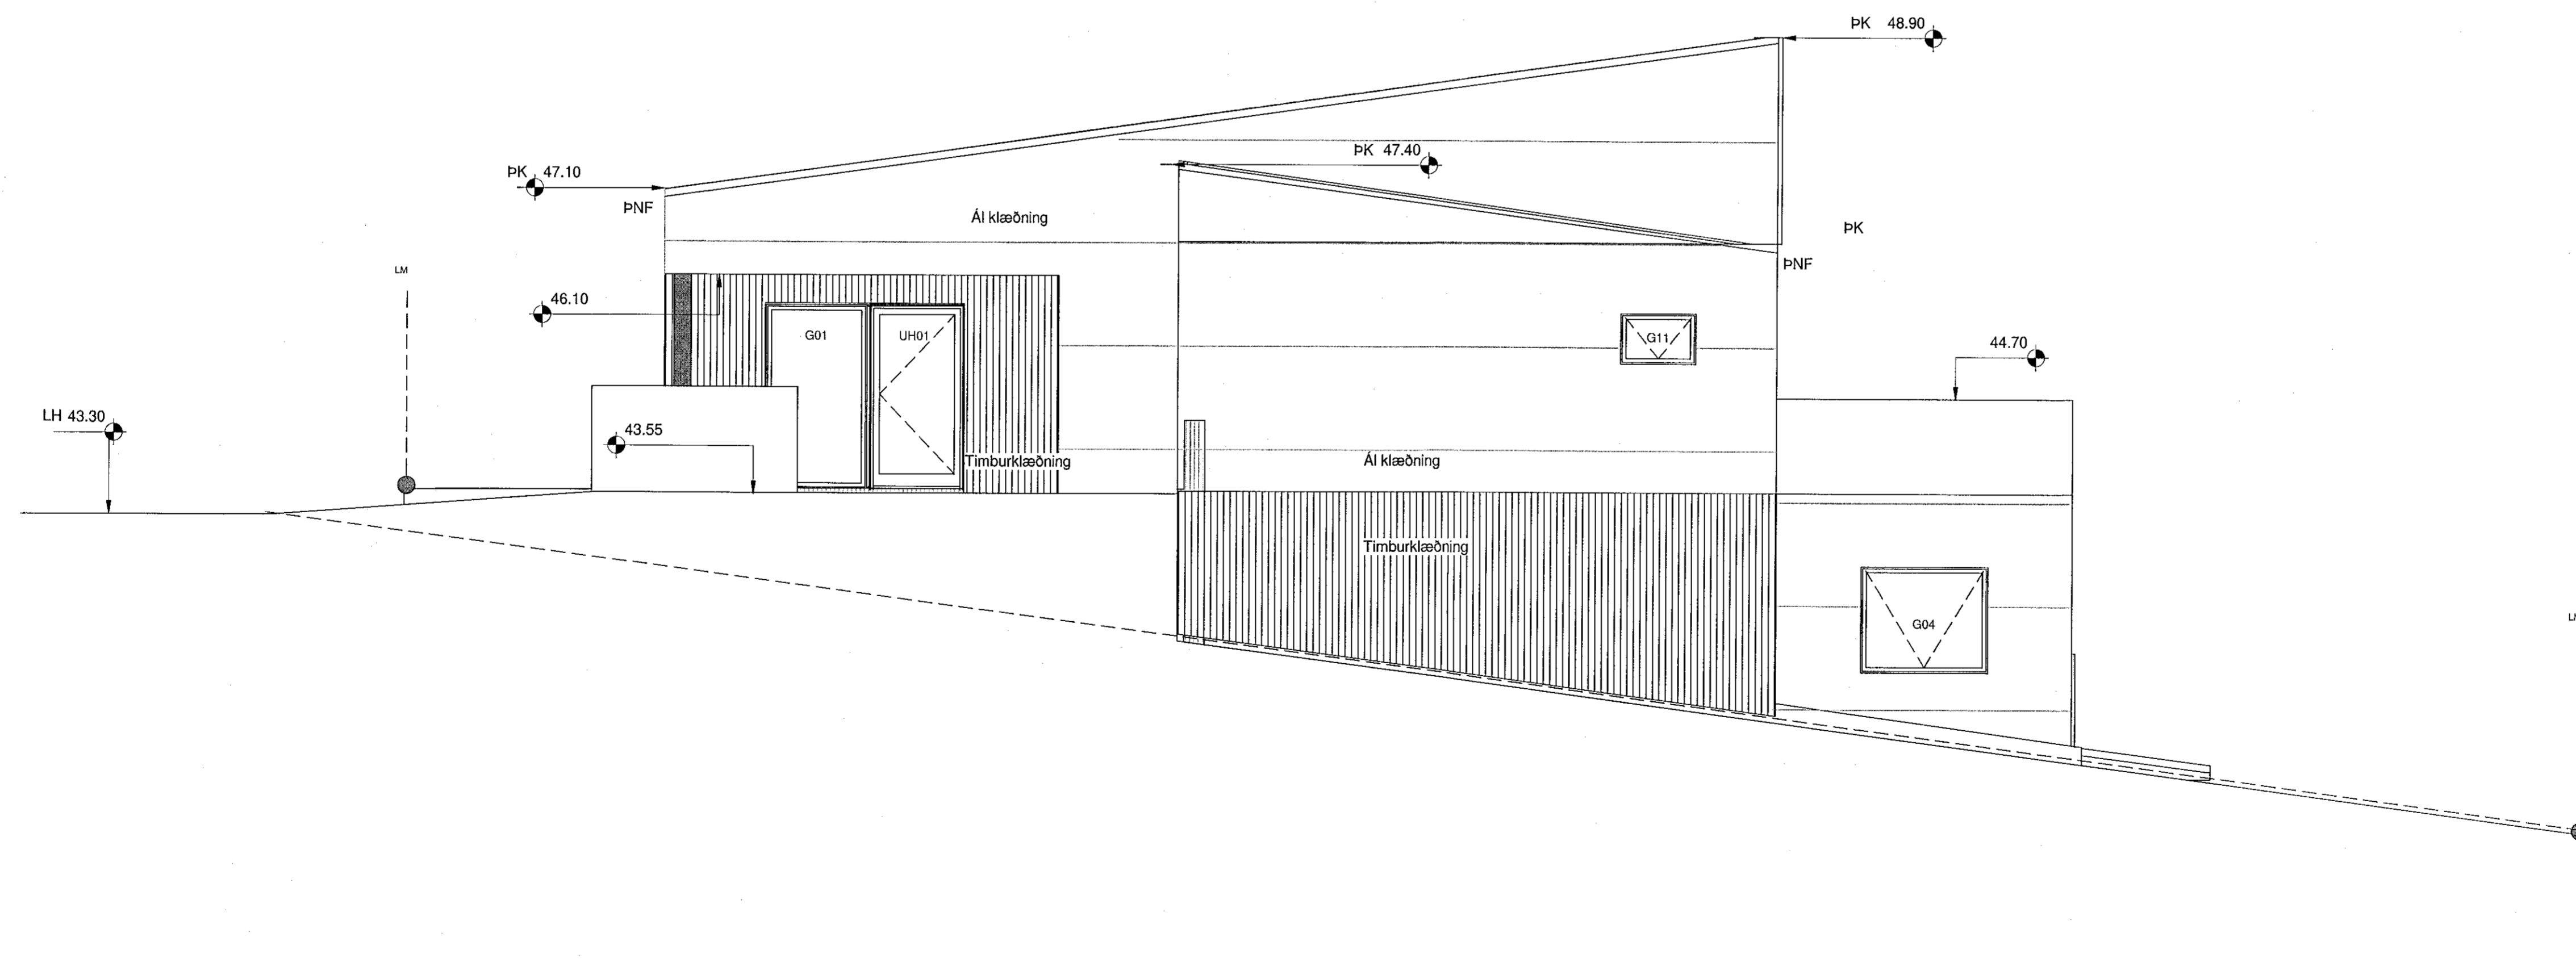 ÞK 48.90
ÞK 47.40
ÞK 47.10
ÞNF
Ál klæðning
ÞK
ÞNF
LM
46.10
G01
UH01
G11
44.70
LH 43.30
43.55
Timburklæðning
Ál klæðning
Timburklæðning
G04